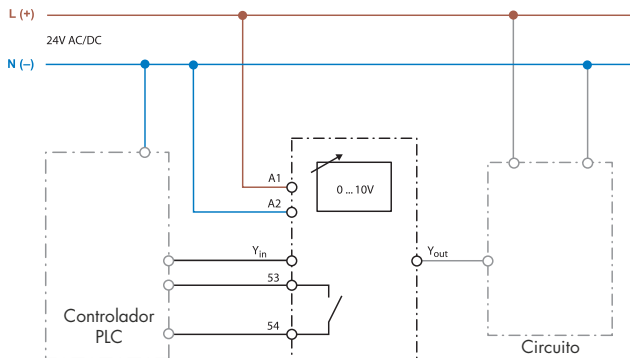 L (+)
24V AC/DC
N (–)
A1
0 ... 10V
A2
Yin
Yout
53
Controlador
PLC
54
Circuito